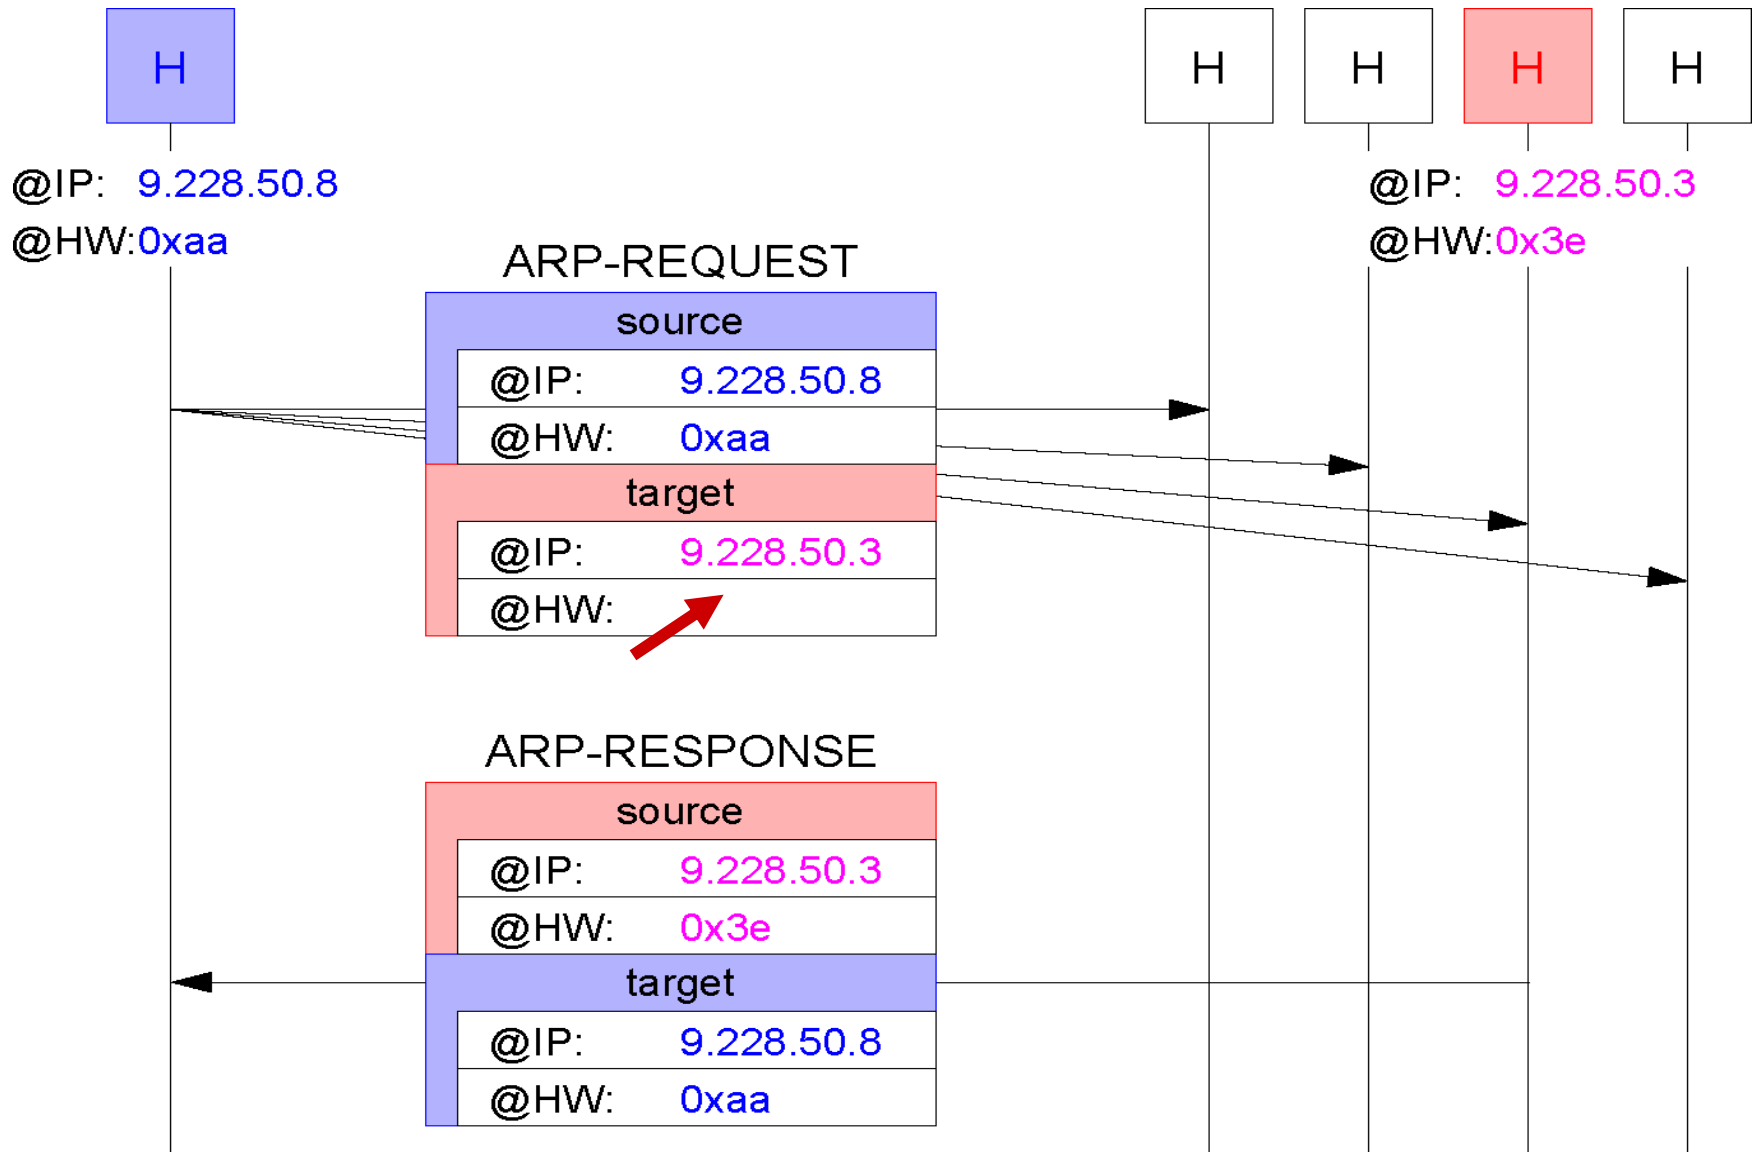 H
H
H
H
H
@IP: 9.228.50.8
@HW:0xaa
@IP: 9.228.50.3
@HW:0x3e
ARP-REQUEST
source
@IP: 9.228.50.8
@HW: 0xaa
target
@IP: 9.228.50.3
@HW:
ARP-RESPONSE
source
@IP: 9.228.50.3
@HW: 0x3e
target
@IP: 9.228.50.8
@HW: 0xaa